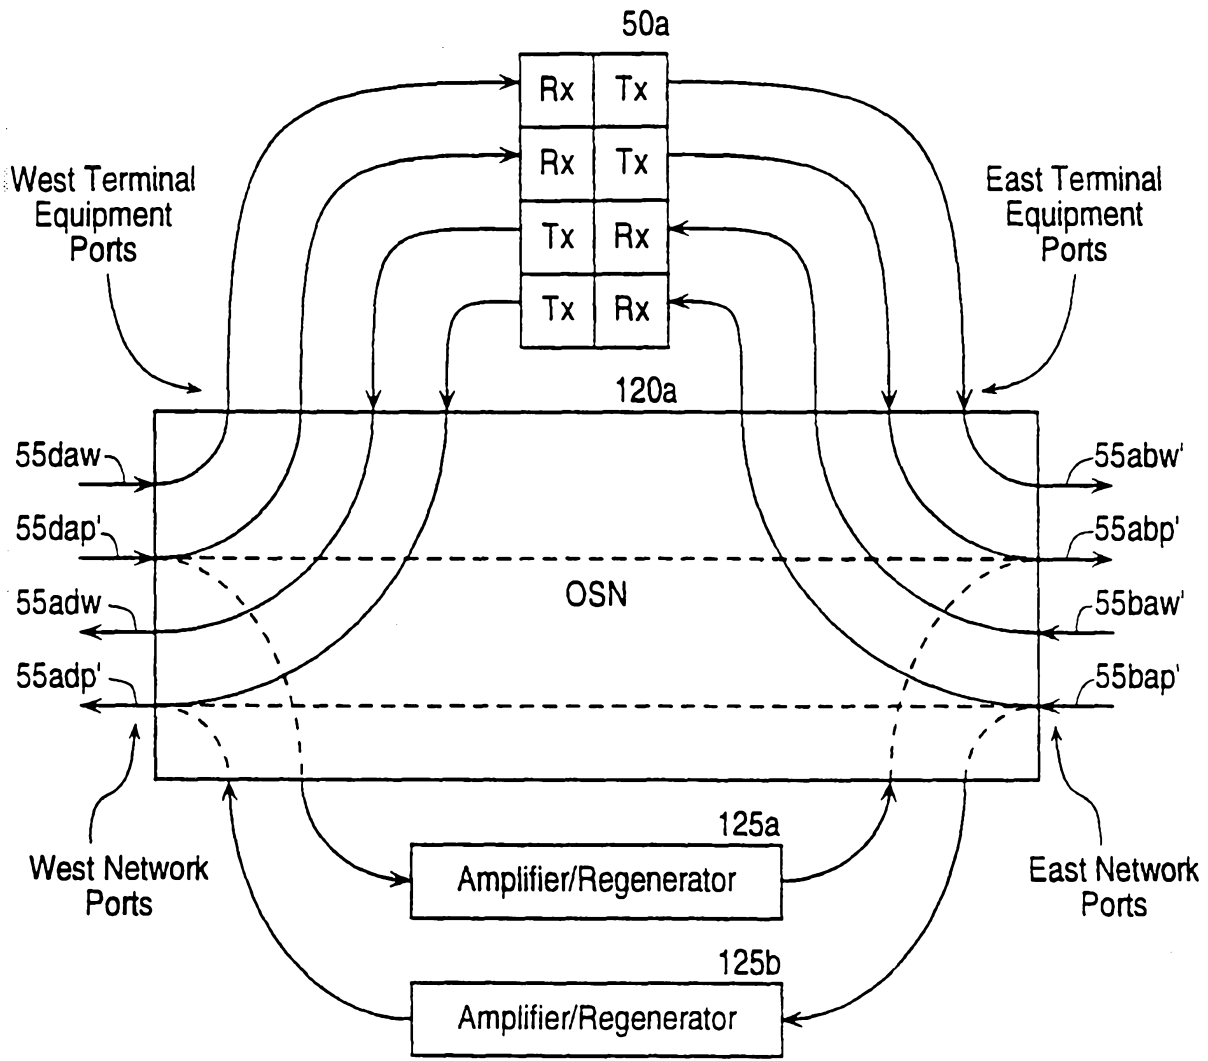 50a
Rx Tx
Rx Tx
Tx Rx
Tx Rx
West Terminal
Equipment
Ports
East Terminal
Equipment
Ports
120a
55daw
55dap'
55adw
55adp'
OSN
55abw'
55abp'
55baw'
55bap'
West Network
Ports
East Network
Ports
125a
Amplifier/Regenerator
125b
Amplifier/Regenerator